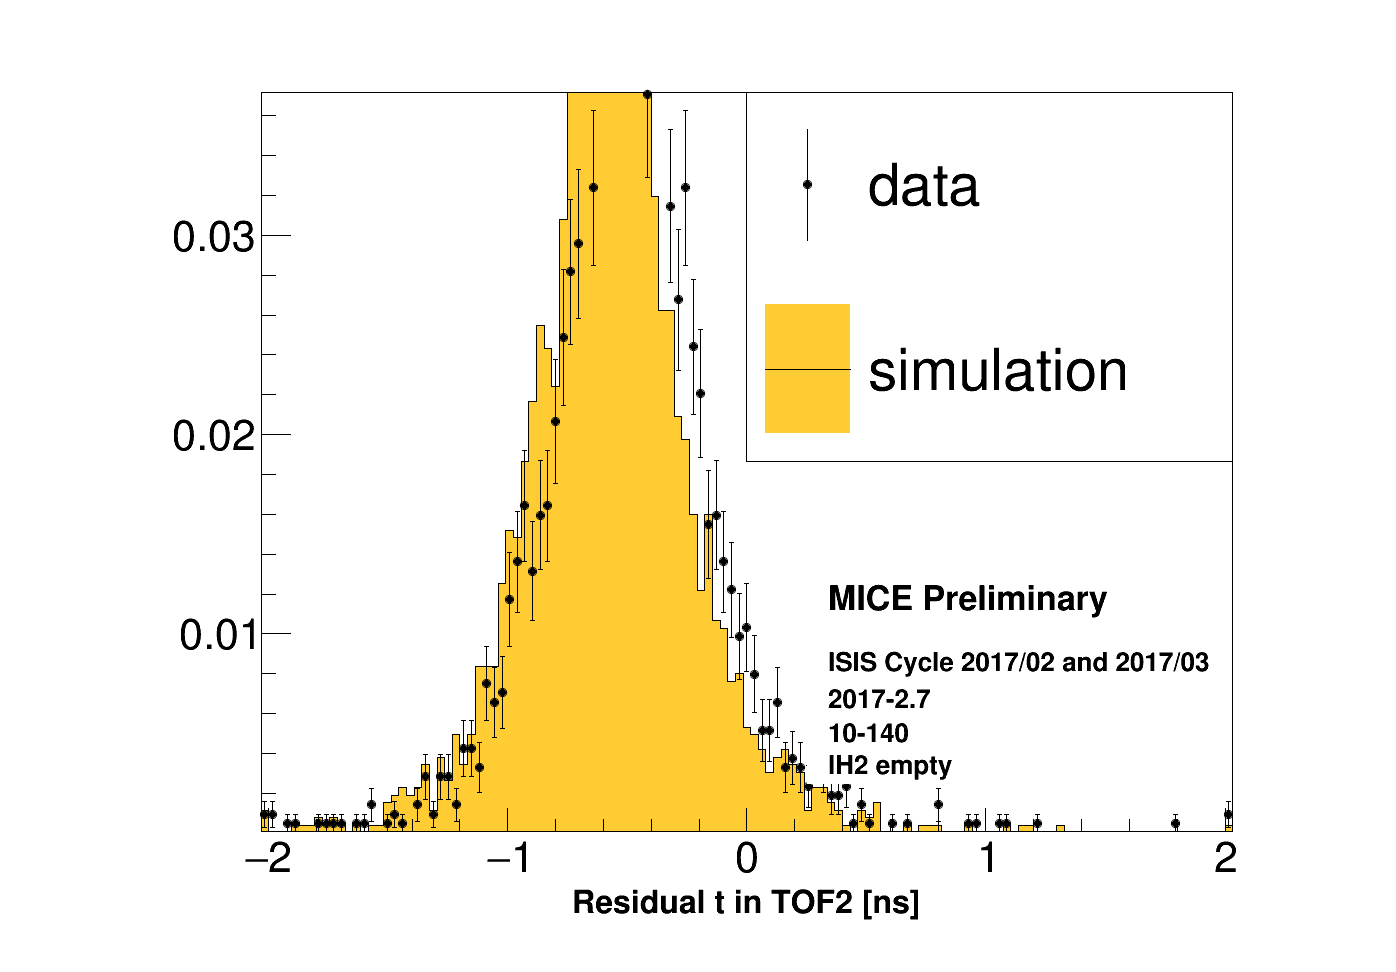 data
0.03
simulation
0.02
MICE Preliminary
0.01
ISIS Cycle 2017/02 and 2017/03
2017-2.7
10-140
IH2 empty
−2 −1 0 1 2
Residual t in TOF2 [ns]